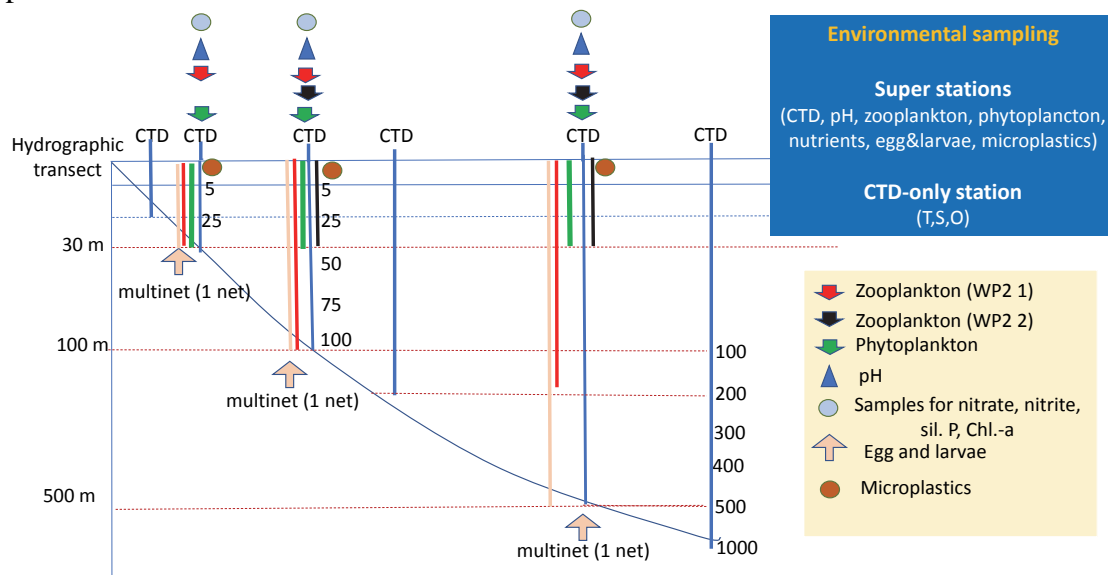 Environmental sampling
Super stations
(CTD, pH, zooplankton, phytoplancton,
nutrients, egg&larvae, microplastics)
CTD-only station
(T,S,O)
Hydrographic
transect
CTD
CTD
CTD
CTD
CTD
CTD
5
25
5
25
50
75
100
30 m
100 m
500 m
multinet (1 net)
multinet (1 net)
multinet (1 net)
100
200
300
400
500
1000
Zooplankton (WP2 1)
Zooplankton (WP2 2)
Phytoplankton
pH
Samples for nitrate, nitrite,
sil. P, Chl.-a
Egg and larvae
Microplastics